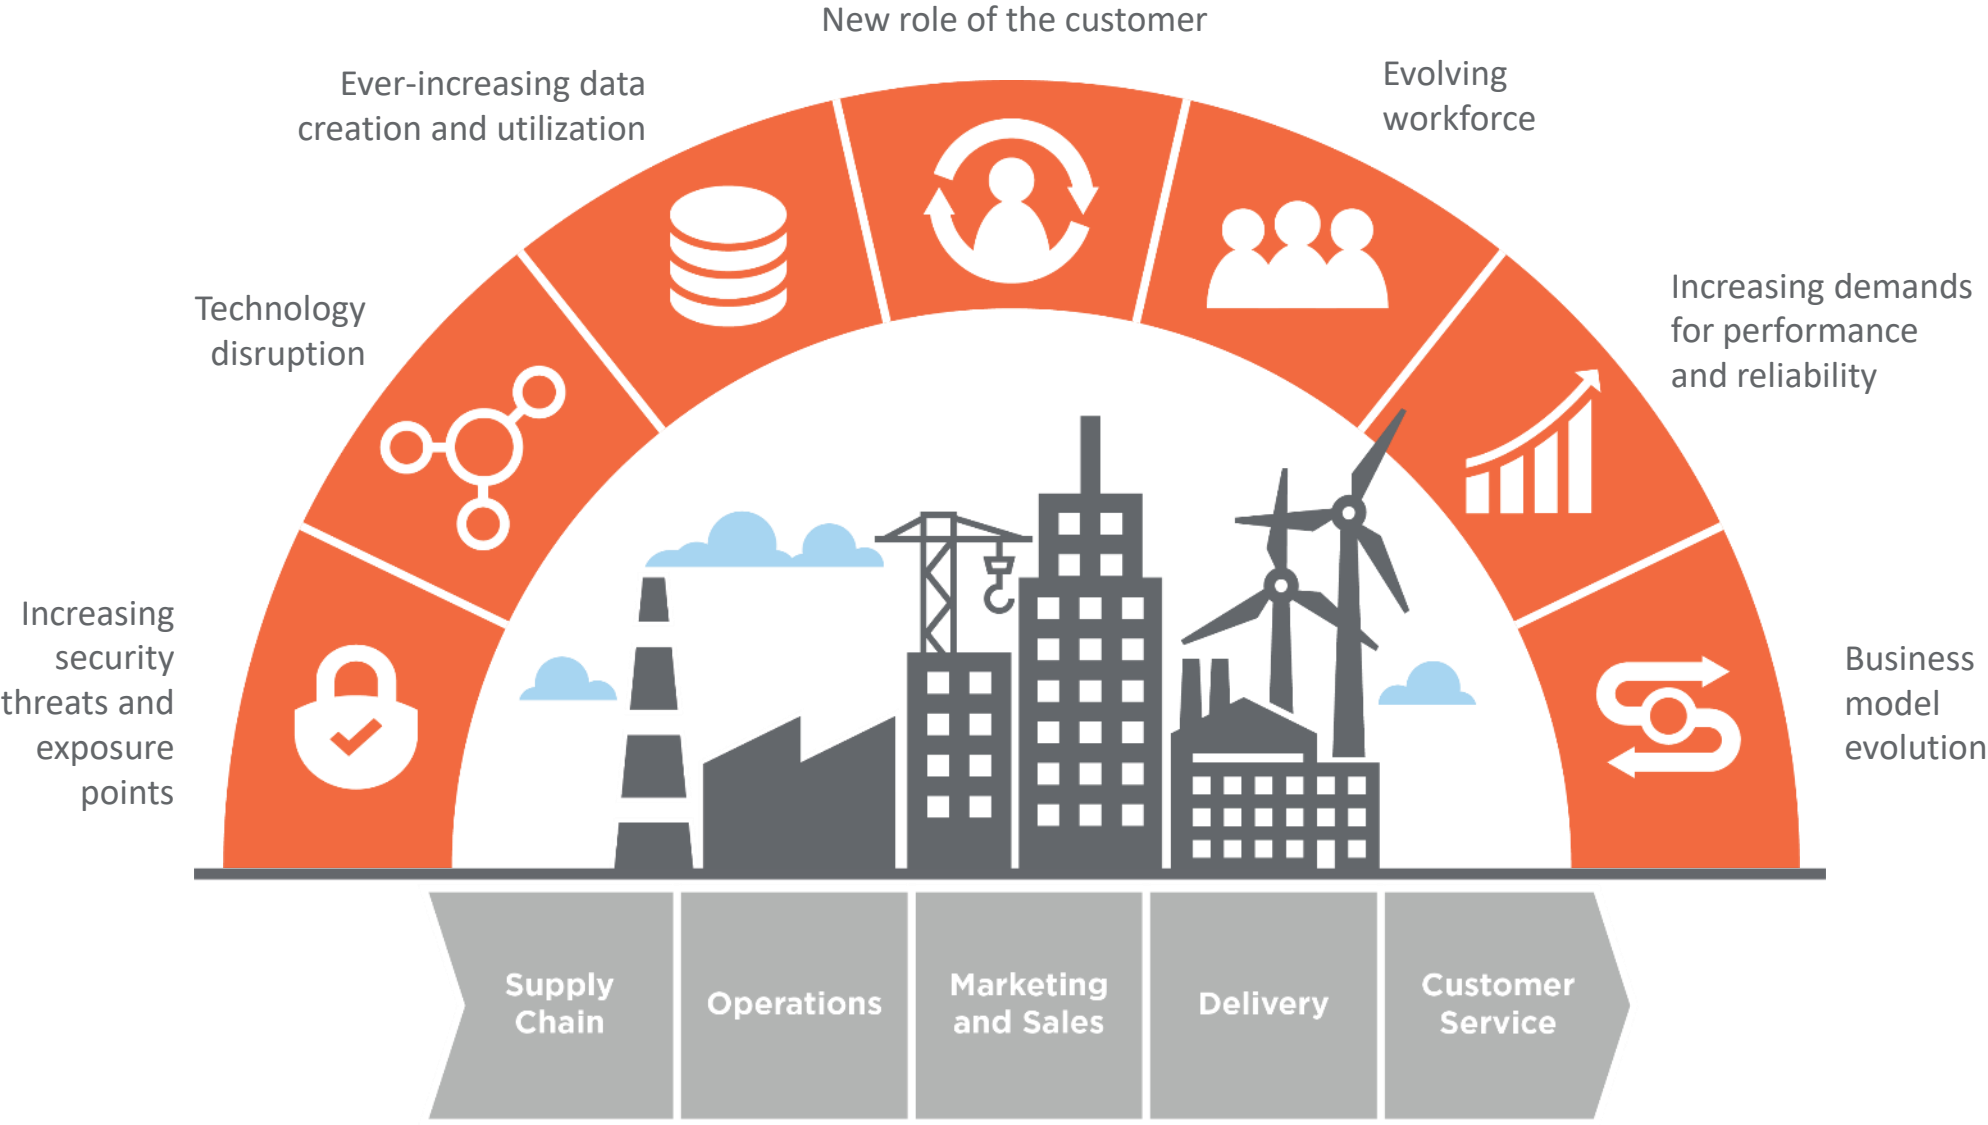 New role of the customer
Ever-increasing data
creation and utilization
Evolving
workforce
Technology
disruption
Increasing demands
for performance
and reliability
Increasing
security
threats and
exposure
points
Business
model
evolution
Supply
Chain
Operations
Marketing
and Sales
Delivery
Customer
Service